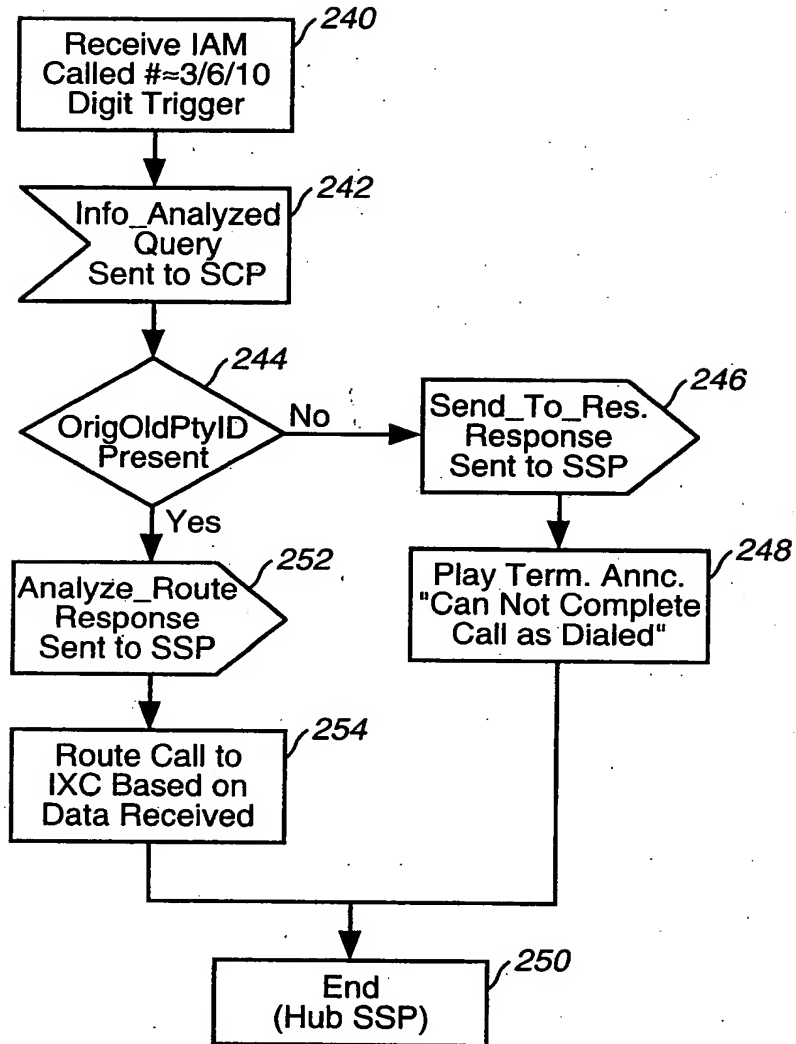 240
Receive IAM
Called #≈3/6/10
Digit Trigger
242
Info_Analyzed
Query
Sent to SCP
244
OrigOldPtyID
Present
No
Yes
246
Send_To_Res.
Response
Sent to SSP
252
Analyze_Route
Response
Sent to SSP
248
Play Term. Annc.
"Can Not Complete
Call as Dialed"
254
Route Call to
IXC Based on
Data Received
250
End
(Hub SSP)